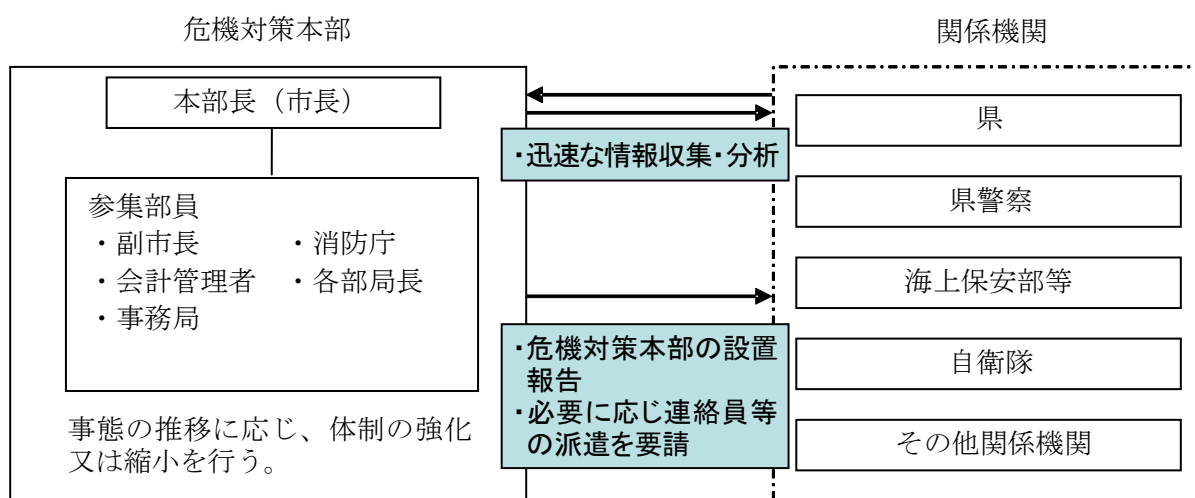 危機対策本部
関係機関
本部長（市長）
参集部員
・副市長　　　・消防庁
・会計管理者　・各部局長
・事務局
事態の推移に応じ、体制の強化
又は縮小を行う。
・迅速な情報収集・分析
・危機対策本部の設置
報告
・必要に応じ連絡員等
の派遣を要請
県
県警察
海上保安部等
自衛隊
その他関係機関